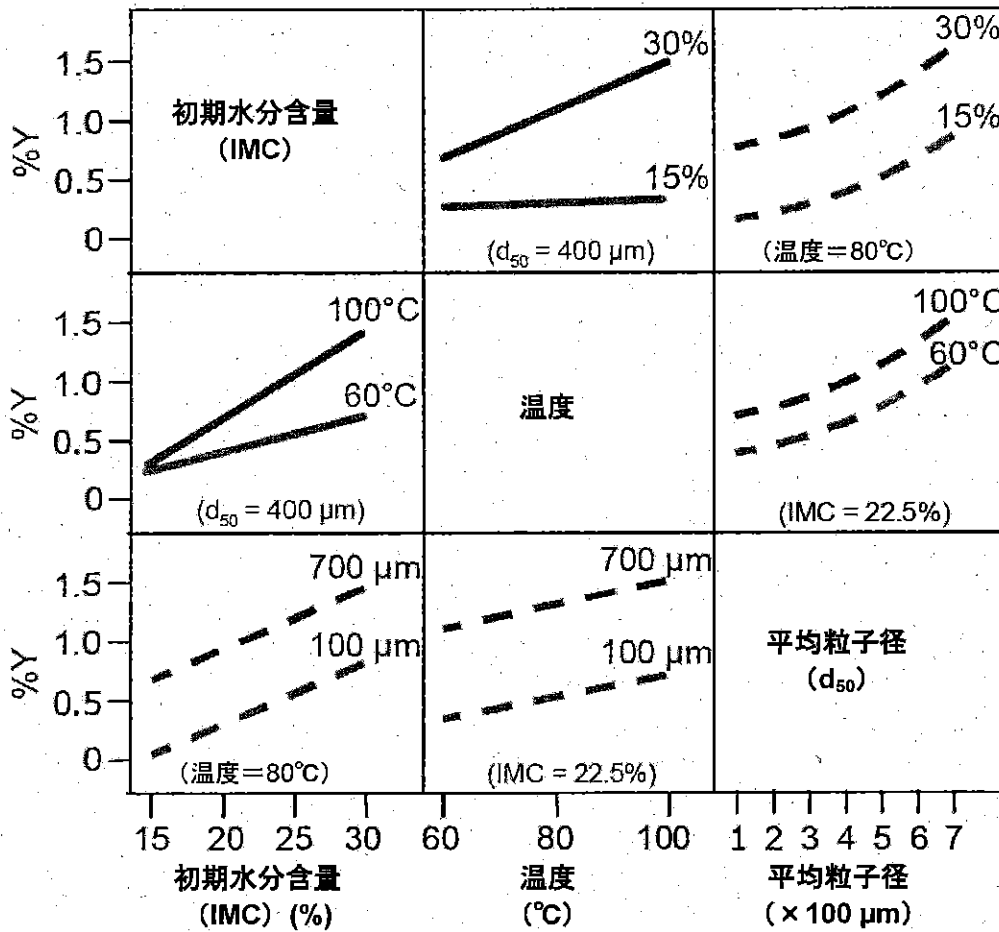 %Y
1.5
1.0
0.5
0
初期水分含量
（IMC）
30%
15%
(d₅₀ = 400 µm)
30%
15%
（温度＝80℃）
%Y
1.5
1.0
0.5
0
100°C
60°C
(d₅₀ = 400 µm)
温度
100°C
60°C
(IMC = 22.5%)
%Y
1.5
1.0
0.5
0
700 µm
100 µm
（温度＝80℃）
700 µm
100 µm
(IMC = 22.5%)
平均粒子径
（d₅₀）
15 20 25 30
60 80 100
1 2 3 4 5 6 7
初期水分含量
（IMC）(%)
温度
（℃）
平均粒子径
（× 100 µm）